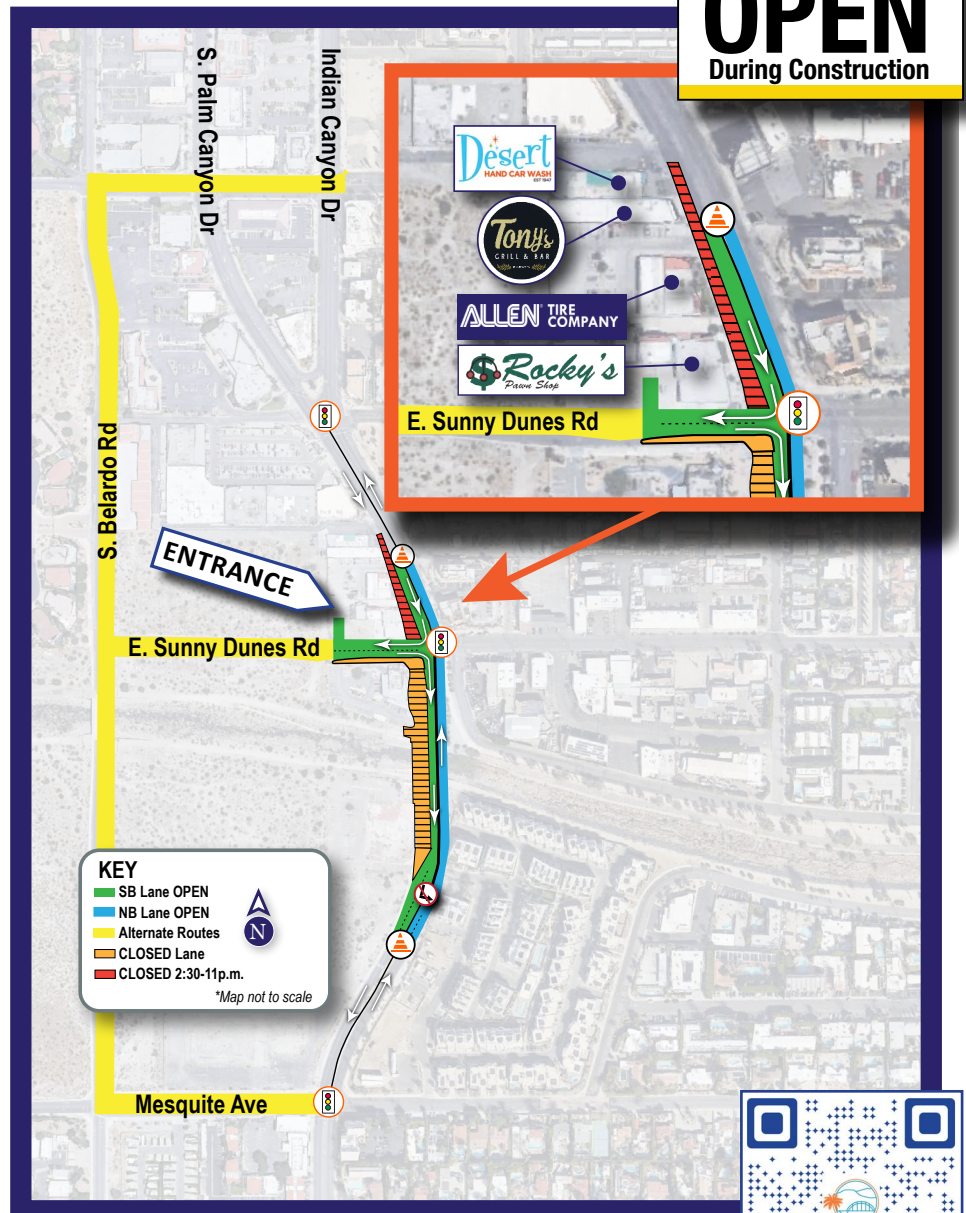 OPEN
During Construction
S. Palm Canyon Dr
Indian Canyon Dr
Desert
HAND CAR WASH
EST 1947
Tony's
GRILL & BAR
ALLEN TIRE COMPANY
Rocky's
Pawn Shop
E. Sunny Dunes Rd
S. Belardo Rd
ENTRANCE
E. Sunny Dunes Rd
KEY
SB Lane OPEN
NB Lane OPEN
Alternate Routes
CLOSED Lane
CLOSED 2:30-11p.m.
*Map not to scale
N
Mesquite Ave